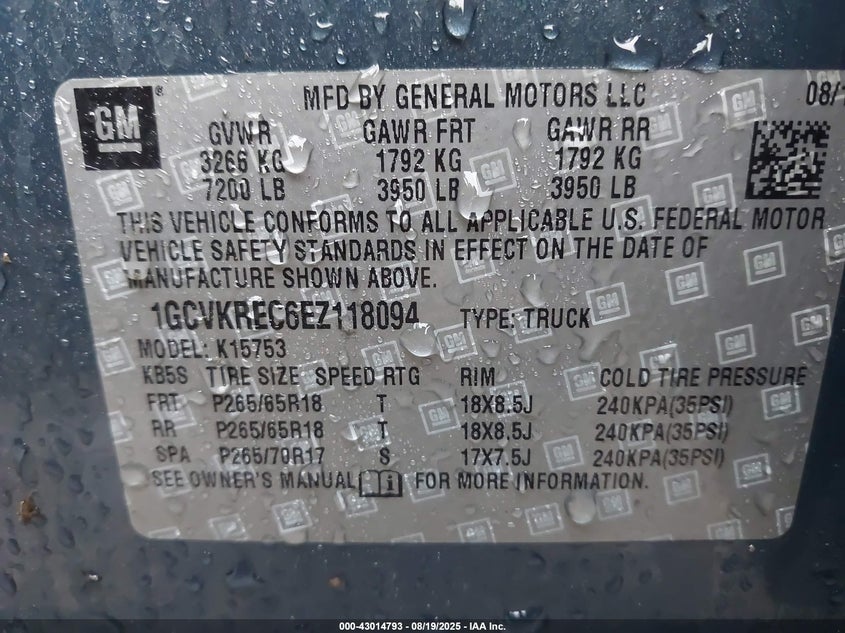 GM ® MFD BY GENERAL MOTORS LLC 08/1
GVWR GAWR FRT GAWR RR
3266 KG 1792 KG 1792 KG
7200 LB 3950 LB 3950 LB
THIS VEHICLE CONFORMS TO ALL APPLICABLE U.S. FEDERAL MOTOR
VEHICLE SAFETY STANDARDS IN EFFECT ON THE DATE OF
MANUFACTURE SHOWN ABOVE.
1GCVKREC6EZ118094 TYPE: TRUCK
MODEL: K15753
KB5S TIRE SIZE SPEED RTG RIM COLD TIRE PRESSURE
FRT P265/65R18 T 18X8.5J 240KPA(35PSI)
RR P265/65R18 T 18X8.5J 240KPA(35PSI)
SPA P265/70R17 S 17X7.5J 240KPA(35PSI)
SEE OWNER'S MANUAL FOR MORE INFORMATION.
000-43014793 - 08/19/2025 - IAA Inc.